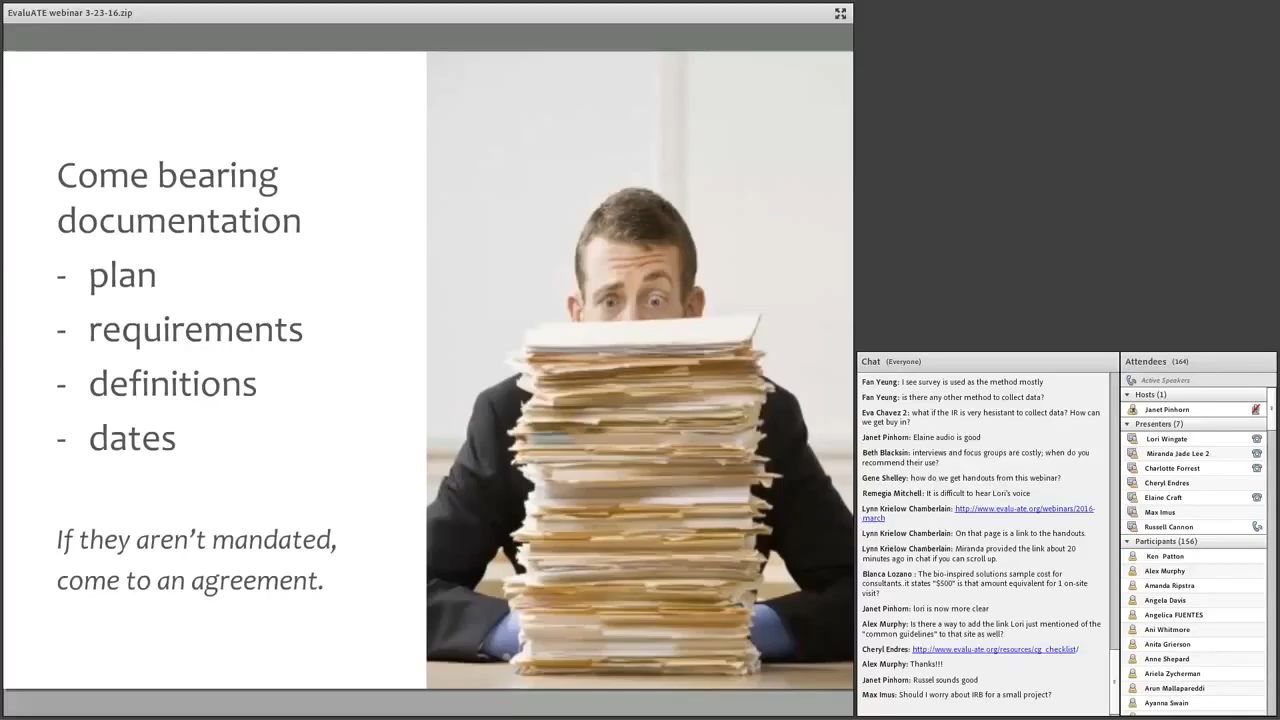 EvaluATE webinar 3-23-16.zip
Come bearing
documentation
- plan
- requirements
- definitions
- dates
If they aren't mandated,
come to an agreement.
Chat (Everyone)
Fan Yeung: I see survey is used as the method mostly
Fan Yeung: is there any other method to collect data?
Eva Chavez 2: what if the IR is very hesistant to collect data? How can
we get buy in?
Janet Pinhorn: Elaine audio is good
Beth Blacksin: interviews and focus groups are costly; when do you
recommend their use?
Gene Shelley: how do we get handouts from this webinar?
Remegia Mitchell: It is difficult to hear Lori's voice
Lynn Krielow Chamberlain: http://www.evalu-ate.org/webinars/2016-
march
Lynn Krielow Chamberlain: On that page is a link to the handouts.
Lynn Krielow Chamberlain: Miranda provided the link about 20
minutes ago in chat if you can scroll up.
Blanca Lozano : The bio-inspired solutions sample cost for
consultants. it states "$500" is that amount equivalent for 1 on-site
visit?
Janet Pinhorn: lori is now more clear
Alex Murphy: Is there a way to add the link Lori just mentioned of the
"common guidelines" to that site as well?
Cheryl Endres: http://www.evalu-ate.org/resources/cg_checklist/
Alex Murphy: Thanks!!!
Janet Pinhorn: Russel sounds good
Max Imus: Should I worry about IRB for a small project?
Attendees (164)
Active Speakers
Hosts (1)
Janet Pinhorn
Presenters (7)
Lori Wingate
Miranda Jade Lee 2
Charlotte Forrest
Cheryl Endres
Elaine Craft
Max Imus
Russell Cannon
Participants (156)
Ken Patton
Alex Murphy
Amanda Ripstra
Angela Davis
Angelica FUENTES
Ani Whitmore
Anita Grierson
Anne Shepard
Ariela Zycherman
Arun Mallapareddi
Ayanna Swain